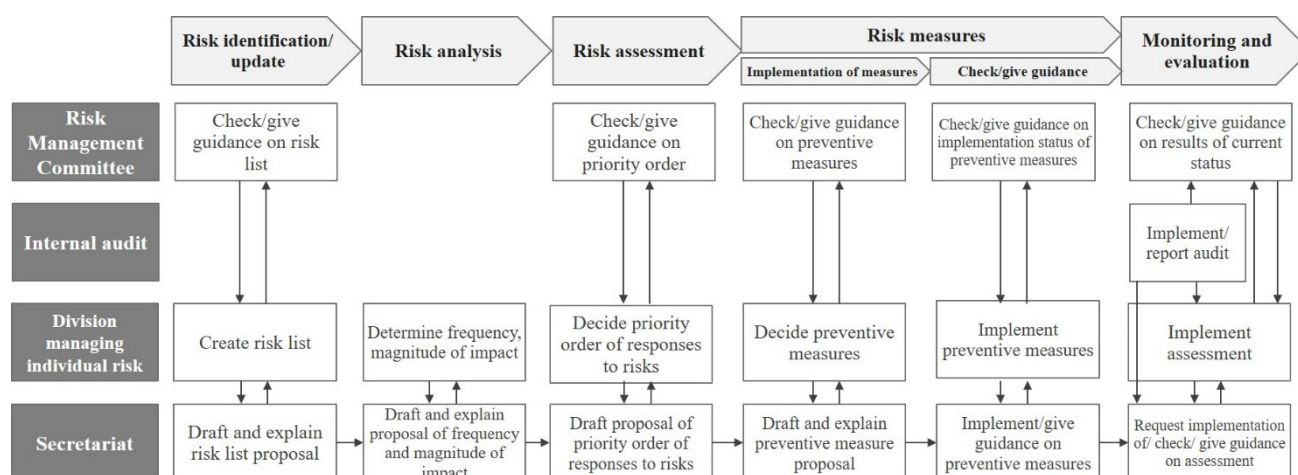 Risk identification/
update
Risk analysis
Risk assessment
Risk measures
Implementation of measures
Check/give guidance
Monitoring and
evaluation
Risk
Management
Committee
Check/give
guidance on risk
list
Check/give
guidance on
priority order
Check/give guidance
on preventive
measures
Check/give guidance on
implementation status of
preventive measures
Check/give guidance
on results of current
status
Internal audit
Implement/
report audit
Division
managing
individual risk
Create risk list
Determine frequency,
magnitude of impact
Decide priority
order of responses
to risks
Decide preventive
measures
Implement
preventive measures
Implement
assessment
Secretariat
Draft and explain
risk list proposal
Draft and explain
proposal of frequency
and magnitude of
impact
Draft proposal of
priority order of
responses to risks
Draft and explain
preventive measure
proposal
Implement/give
guidance on
preventive measures
Request implementation
of/ check/ give guidance
on assessment